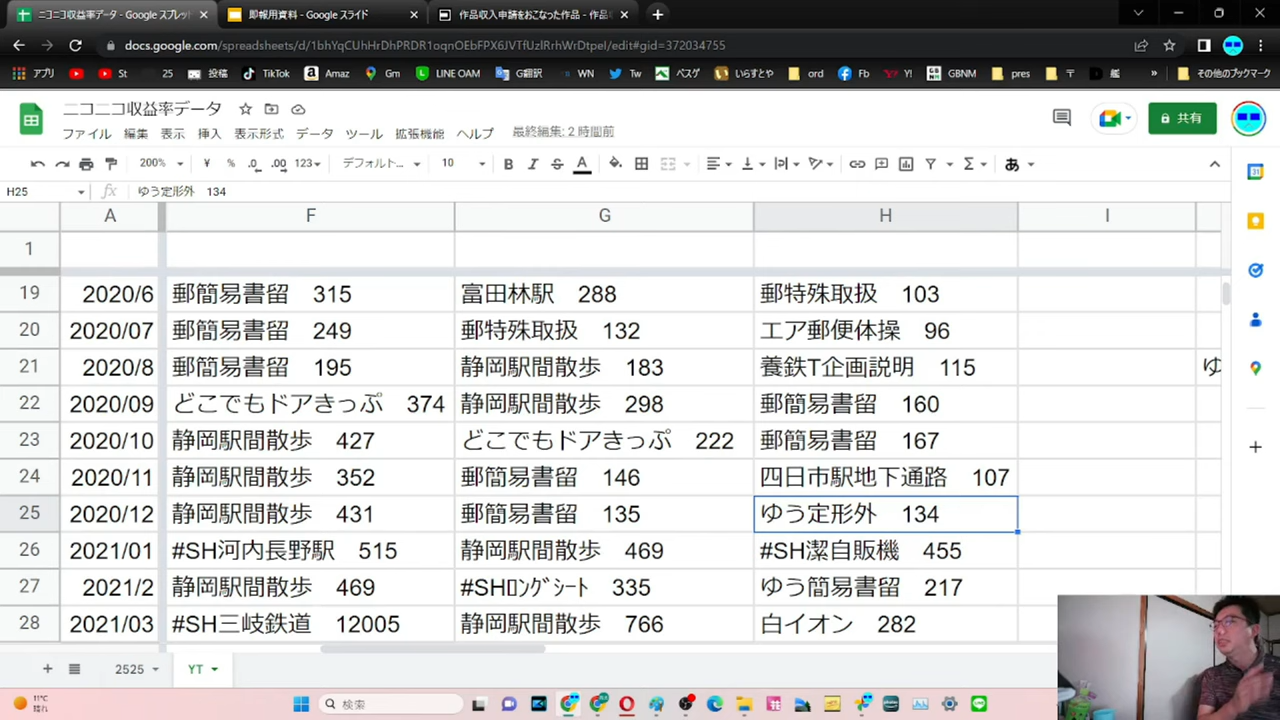 ニコニコ収益率データ - Google スプレッ
即報用資料 - Google スライド
作品収入申請をおこなった作品 - 作品
docs.google.com/spreadsheets/d/1bhYqCUhHrDhPRDR1oqnOEbFPX6JVTfUzIRrhWrDtpeI/edit#gid=372034755
アプリ St 25 投稿 TikTok Amaz Gm LINE OAM G翻訳 WN Tw ベスゲ いらすとや ord Fb Y! GBNM pres 〒 艦 » その他のブックマーク
ニコニコ収益率データ
共有
ファイル 編集 表示 挿入 表示形式 データ ツール 拡張機能 ヘルプ 最終編集: 2 時間前
200% ¥ % .0 .00 123 デフォルト... 10 B I S A Σ あ
H25 fx ゆう定形外 134
A F G H I
1
19 2020/6 郵簡易書留 315 富田林駅 288 郵特殊取扱 103
20 2020/07 郵簡易書留 249 郵特殊取扱 132 エア郵便体操 96
21 2020/8 郵簡易書留 195 静岡駅間散歩 183 養鉄T企画説明 115 ゆ
22 2020/09 どこでもドアきっぷ 374 静岡駅間散歩 298 郵簡易書留 160
23 2020/10 静岡駅間散歩 427 どこでもドアきっぷ 222 郵簡易書留 167
24 2020/11 静岡駅間散歩 352 郵簡易書留 146 四日市駅地下通路 107
25 2020/12 静岡駅間散歩 431 郵簡易書留 135 ゆう定形外 134
26 2021/01 #SH河内長野駅 515 静岡駅間散歩 469 #SH潔自販機 455
27 2021/2 静岡駅間散歩 469 #SHﾛﾝｸﾞｼｰﾄ 335 ゆう簡易書留 217
28 2021/03 #SH三岐鉄道 12005 静岡駅間散歩 766 白イオン 282
2525 YT
11℃
晴れ
検索